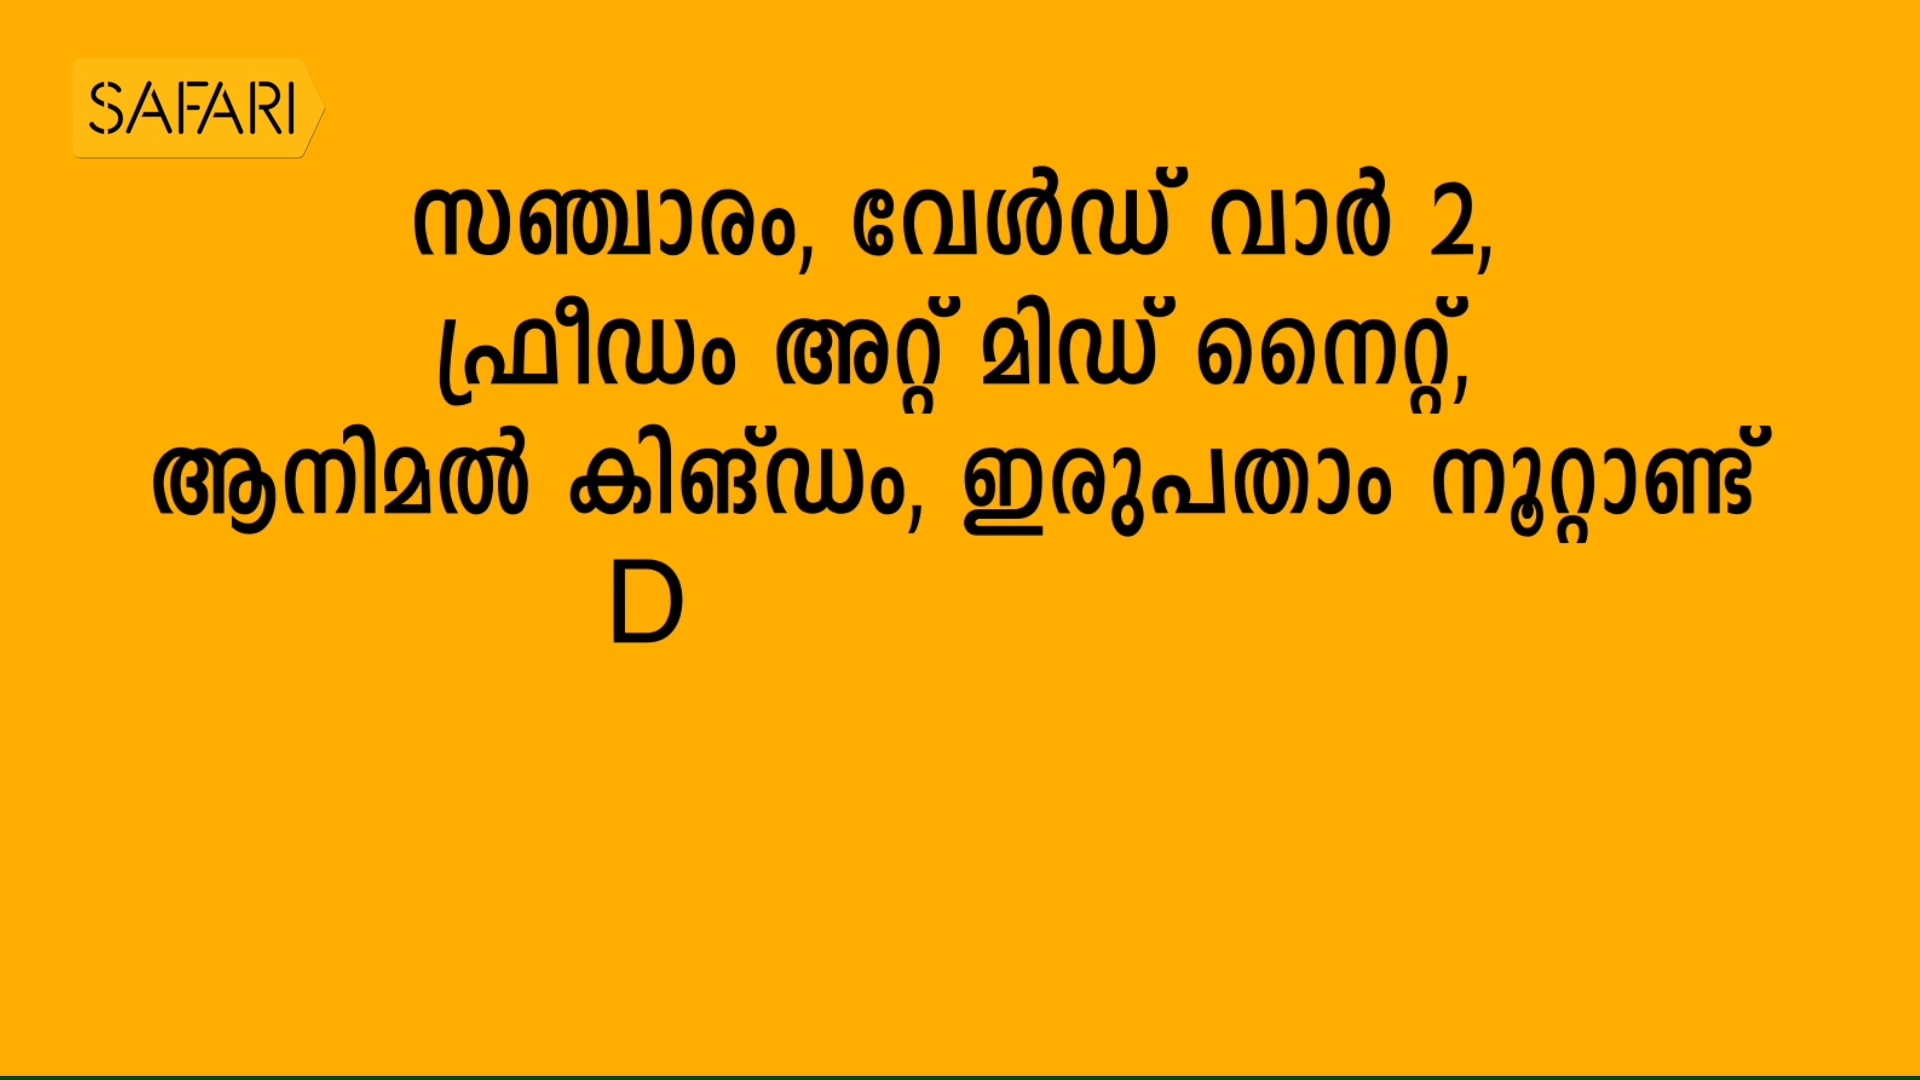 SAFARI
സഞ്ചാരം, വേൾഡ് വാർ 2,
ഫ്രീഡം അറ്റ് മിഡ് നൈറ്റ്,
ആനിമൽ കിങ്ഡം, ഇരുപതാം നൂറ്റാണ്ട്
D